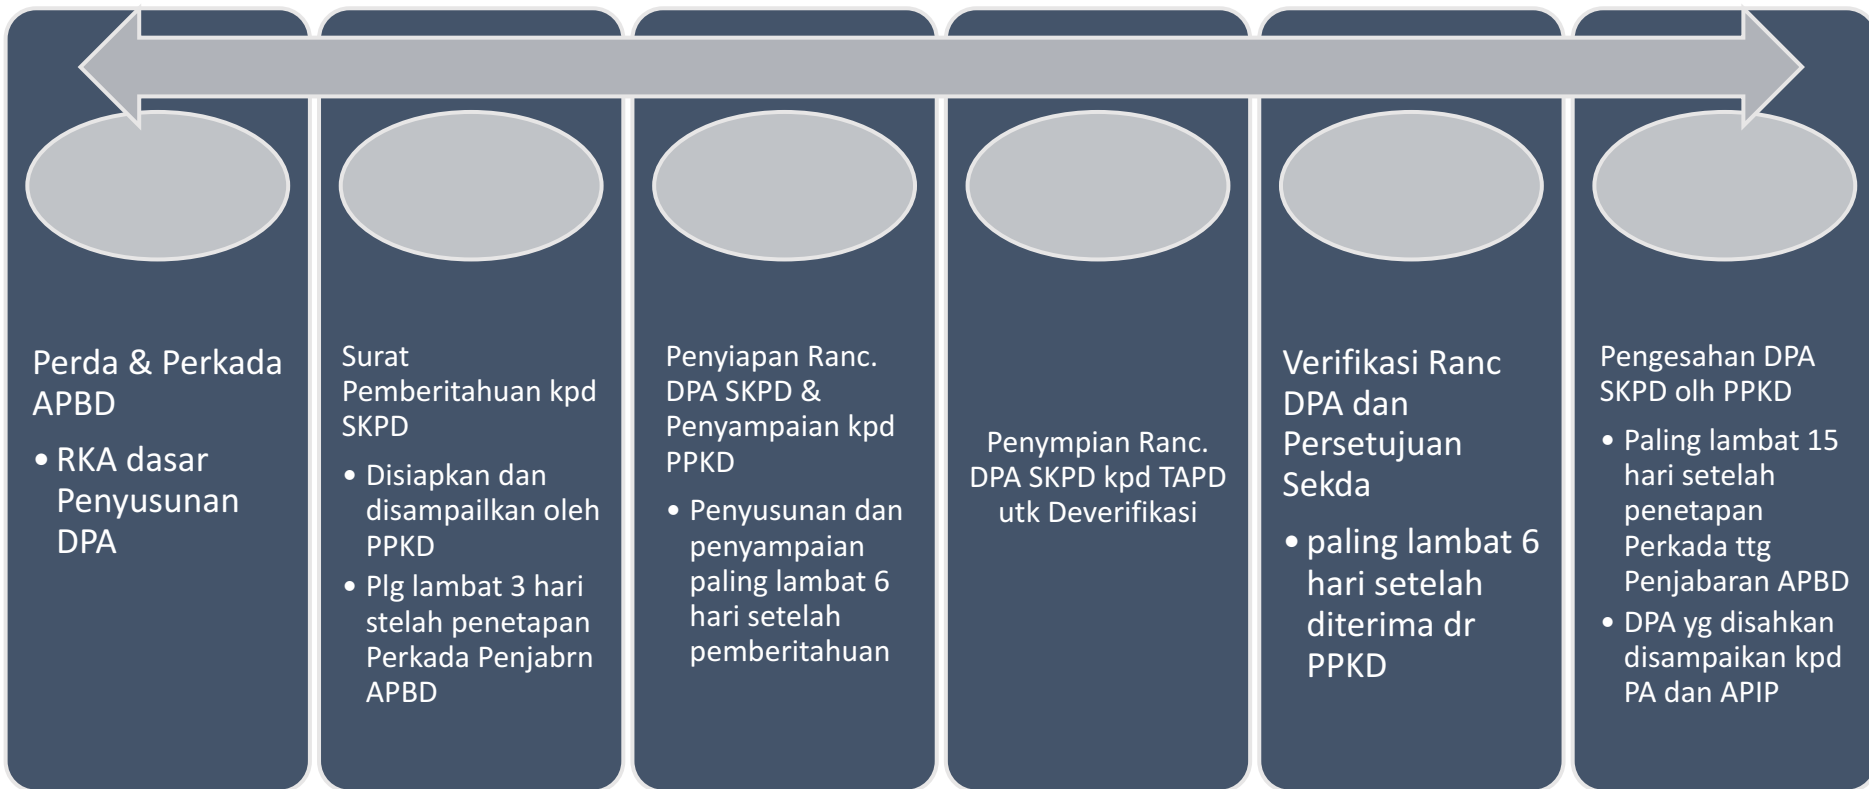 Perda & Perkada
APBD
• RKA dasar
Penyusunan
DPA
Surat
Pemberitahuan kpd
SKPD
• Disiapkan dan
disampailkan oleh
PPKD
• Plg lambat 3 hari
stelah penetapan
Perkada Penjabrn
APBD
Penyiapan Ranc.
DPA SKPD &
Penyampaian kpd
PPKD
• Penyusunan dan
penyampaian
paling lambat 6
hari setelah
pemberitahuan
Penympian Ranc.
DPA SKPD kpd TAPD
utk Deverifikasi
Verifikasi Ranc
DPA dan
Persetujuan
Sekda
• paling lambat 6
hari setelah
diterima dr
PPKD
Pengesahan DPA
SKPD olh PPKD
• Paling lambat 15
hari setelah
penetapan
Perkada ttg
Penjabaran APBD
• DPA yg disahkan
disampaikan kpd
PA dan APIP